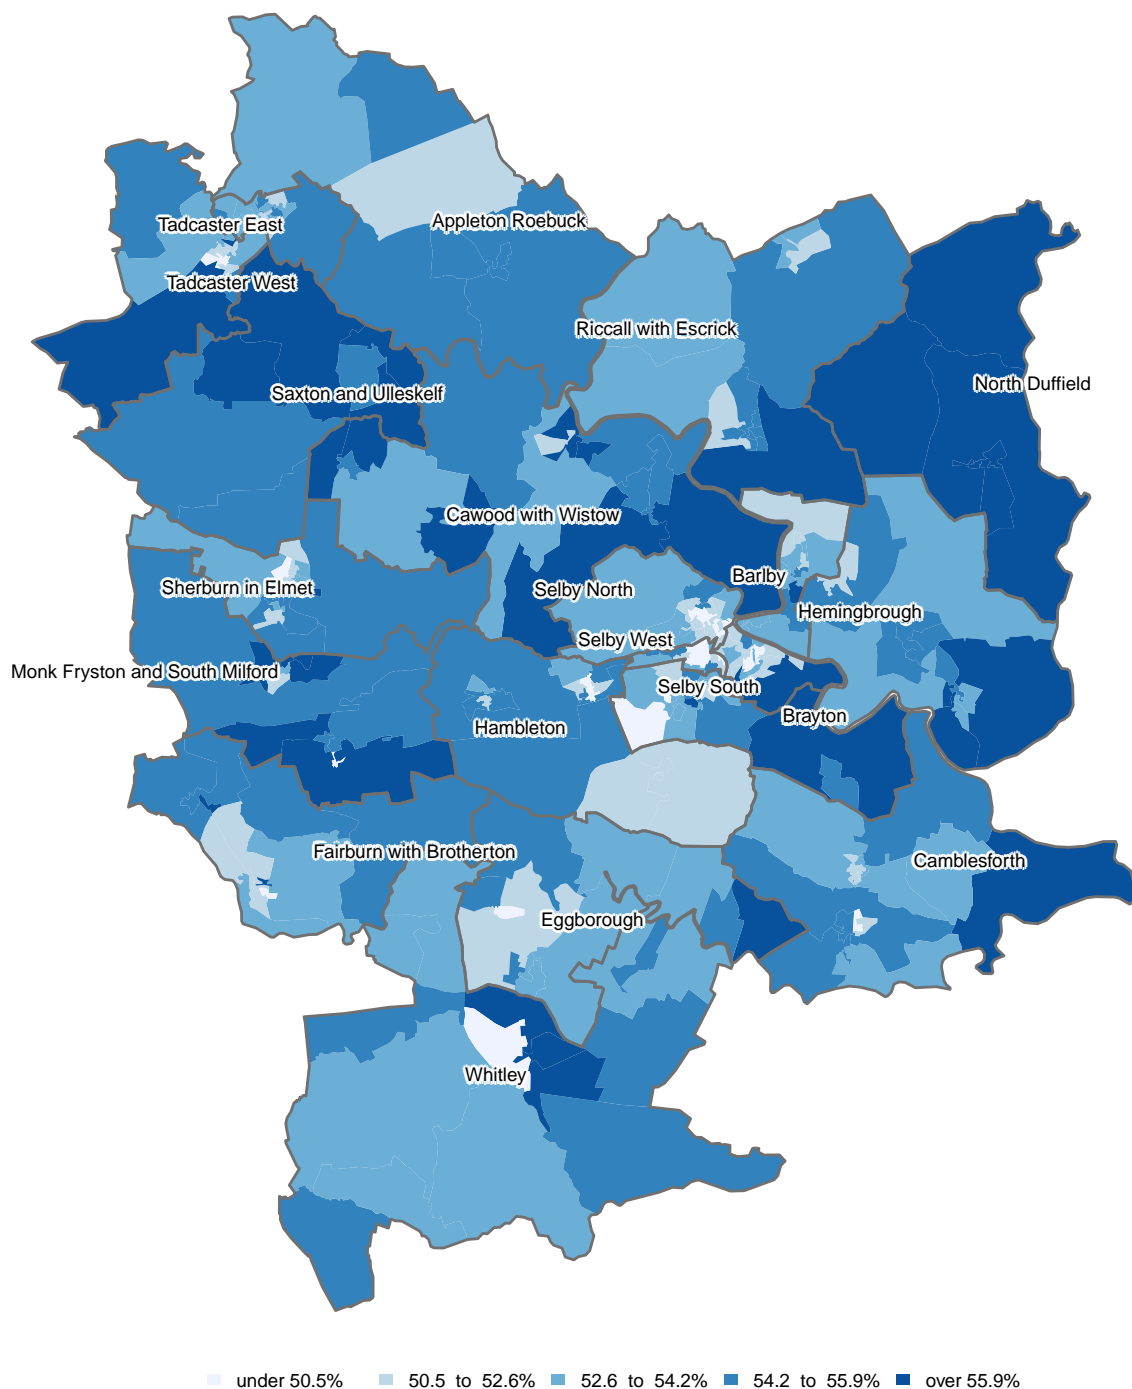 Tadcaster East
Appleton Roebuck
Tadcaster West
Riccall with Escrick
North Duffield
Saxton and Ulleskelf
Cawood with Wistow
Barlby
Sherburn in Elmet
Selby North
Hemingbrough
Selby West
Monk Fryston and South Milford
Selby South
Brayton
Hambleton
Fairburn with Brotherton
Camblesforth
Eggborough
Whitley
under 50.5%
50.5 to 52.6%
52.6 to 54.2%
54.2 to 55.9%
over 55.9%